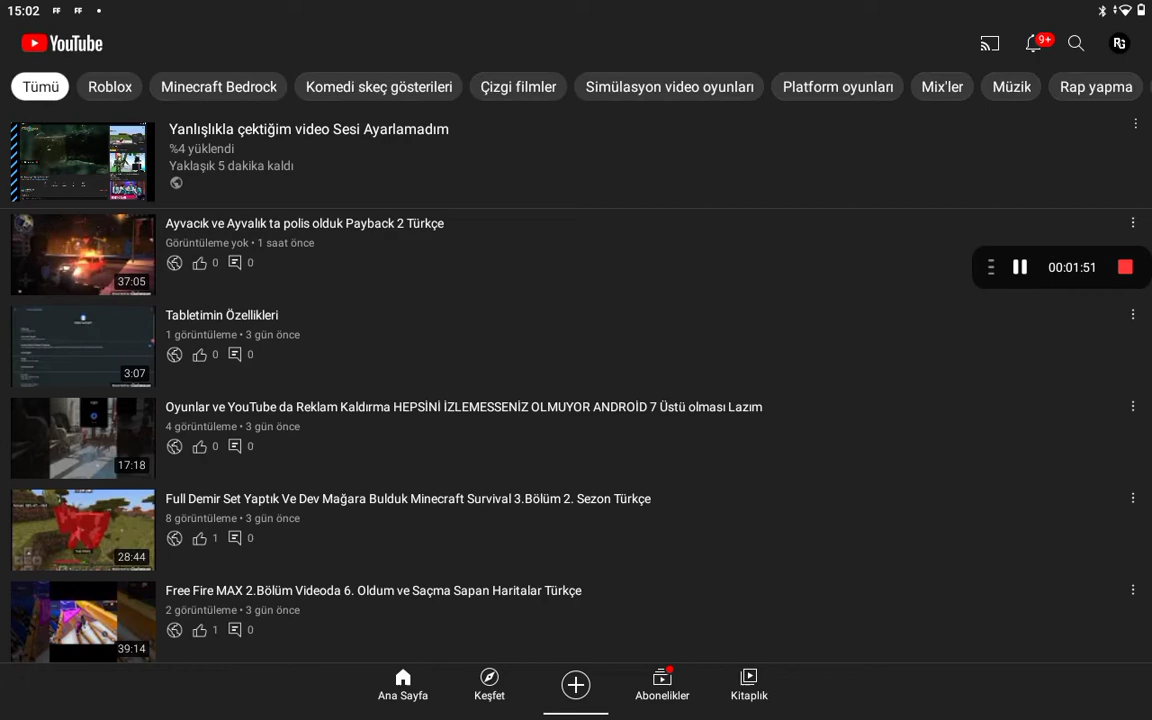 15:02
YouTube
9+
RG
Tümü
Roblox
Minecraft Bedrock
Komedi skeç gösterileri
Çizgi filmler
Simülasyon video oyunları
Platform oyunları
Mix'ler
Müzik
Rap yapma
Yanlışlıkla çektiğim video Sesi Ayarlamadım
%4 yüklendi
Yaklaşık 5 dakika kaldı
Ayvacık ve Ayvalık ta polis olduk Payback 2 Türkçe
Görüntüleme yok • 1 saat önce
0 0
37:05
00:01:51
Tabletimin Özellikleri
1 görüntüleme • 3 gün önce
0 0
3:07
Oyunlar ve YouTube da Reklam Kaldırma HEPSİNİ İZLEMESSENİZ OLMUYOR ANDROİD 7 Üstü olması Lazım
4 görüntüleme • 3 gün önce
0 0
17:18
Full Demir Set Yaptık Ve Dev Mağara Bulduk Minecraft Survival 3.Bölüm 2. Sezon Türkçe
8 görüntüleme • 3 gün önce
1 0
28:44
Free Fire MAX 2.Bölüm Videoda 6. Oldum ve Saçma Sapan Haritalar Türkçe
2 görüntüleme • 3 gün önce
1 0
39:14
Ana Sayfa
Keşfet
Abonelikler
Kitaplık